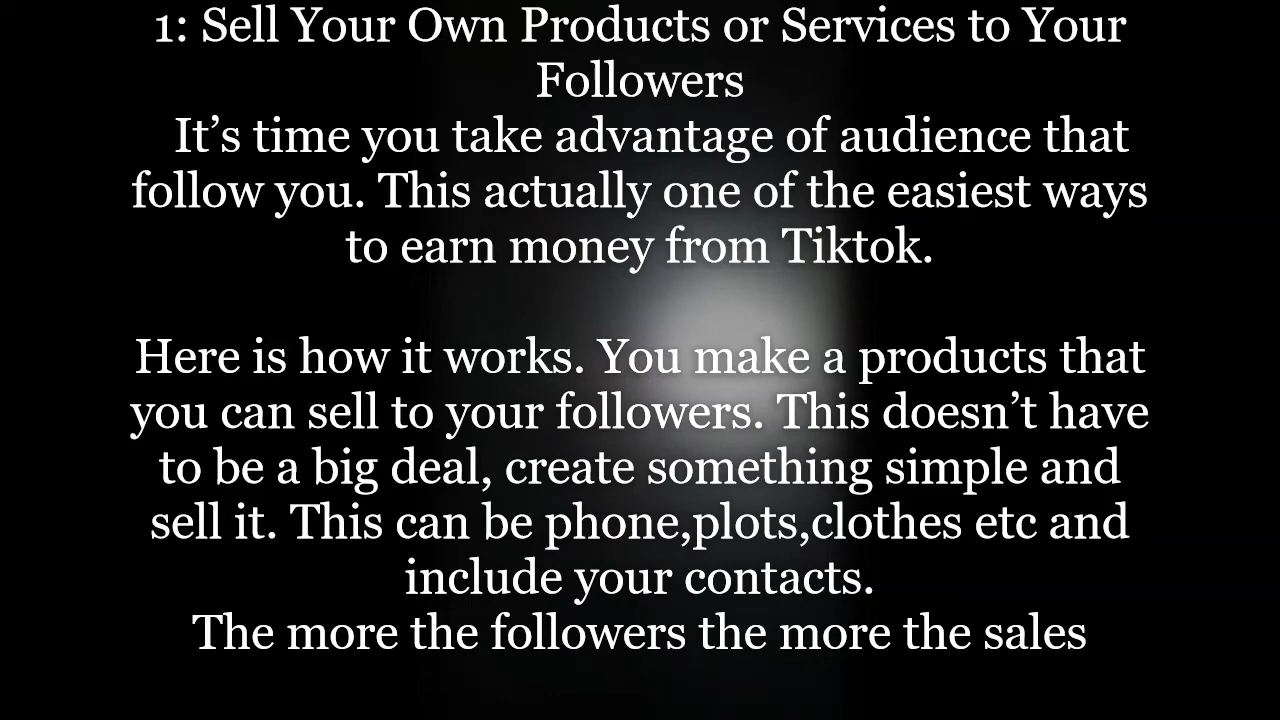 1: Sell Your Own Products or Services to Your
Followers
It’s time you take advantage of audience that
follow you. This actually one of the easiest ways
to earn money from Tiktok.
Here is how it works. You make a products that
you can sell to your followers. This doesn’t have
to be a big deal, create something simple and
sell it. This can be phone,plots,clothes etc and
include your contacts.
The more the followers the more the sales